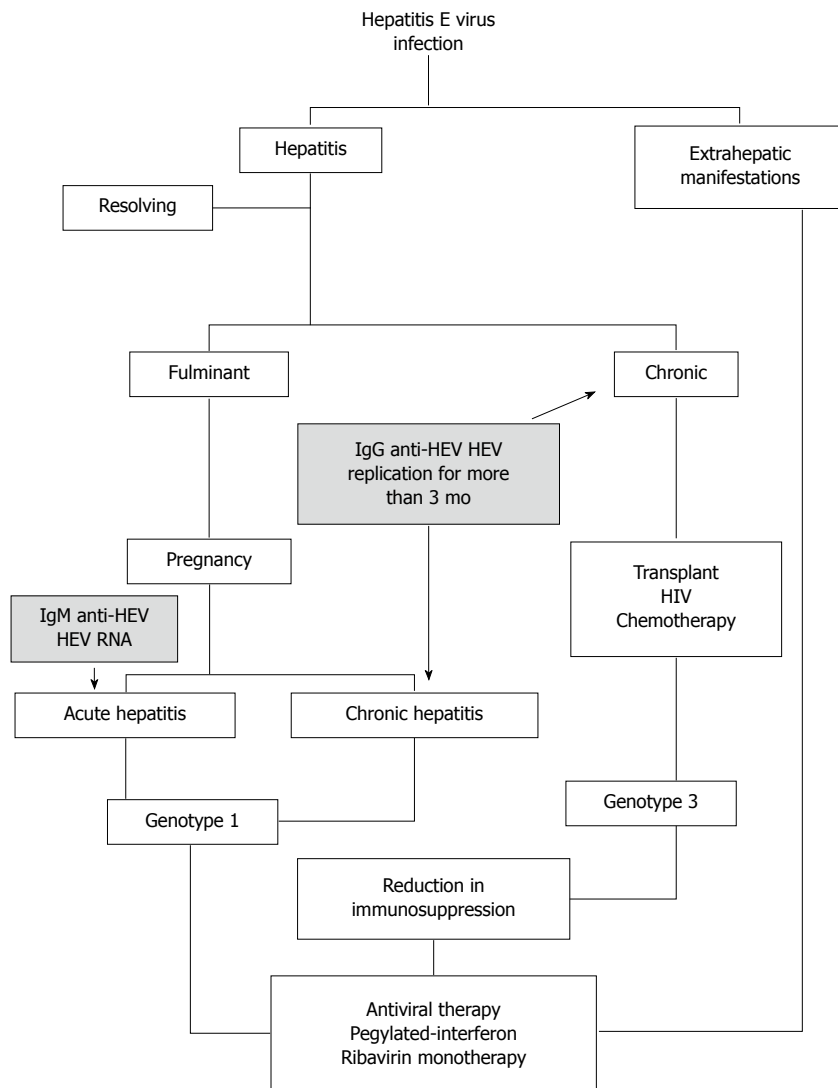 Hepatitis E virus
infection
Hepatitis
Extrahepatic
manifestations
Resolving
Fulminant
Chronic
IgG anti-HEV HEV
replication for more
than 3 mo
Pregnancy
Transplant
HIV
Chemotherapy
IgM anti-HEV
HEV RNA
Acute hepatitis
Chronic hepatitis
Genotype 1
Genotype 3
Reduction in
immunosuppression
Antiviral therapy
Pegylated-interferon
Ribavirin monotherapy